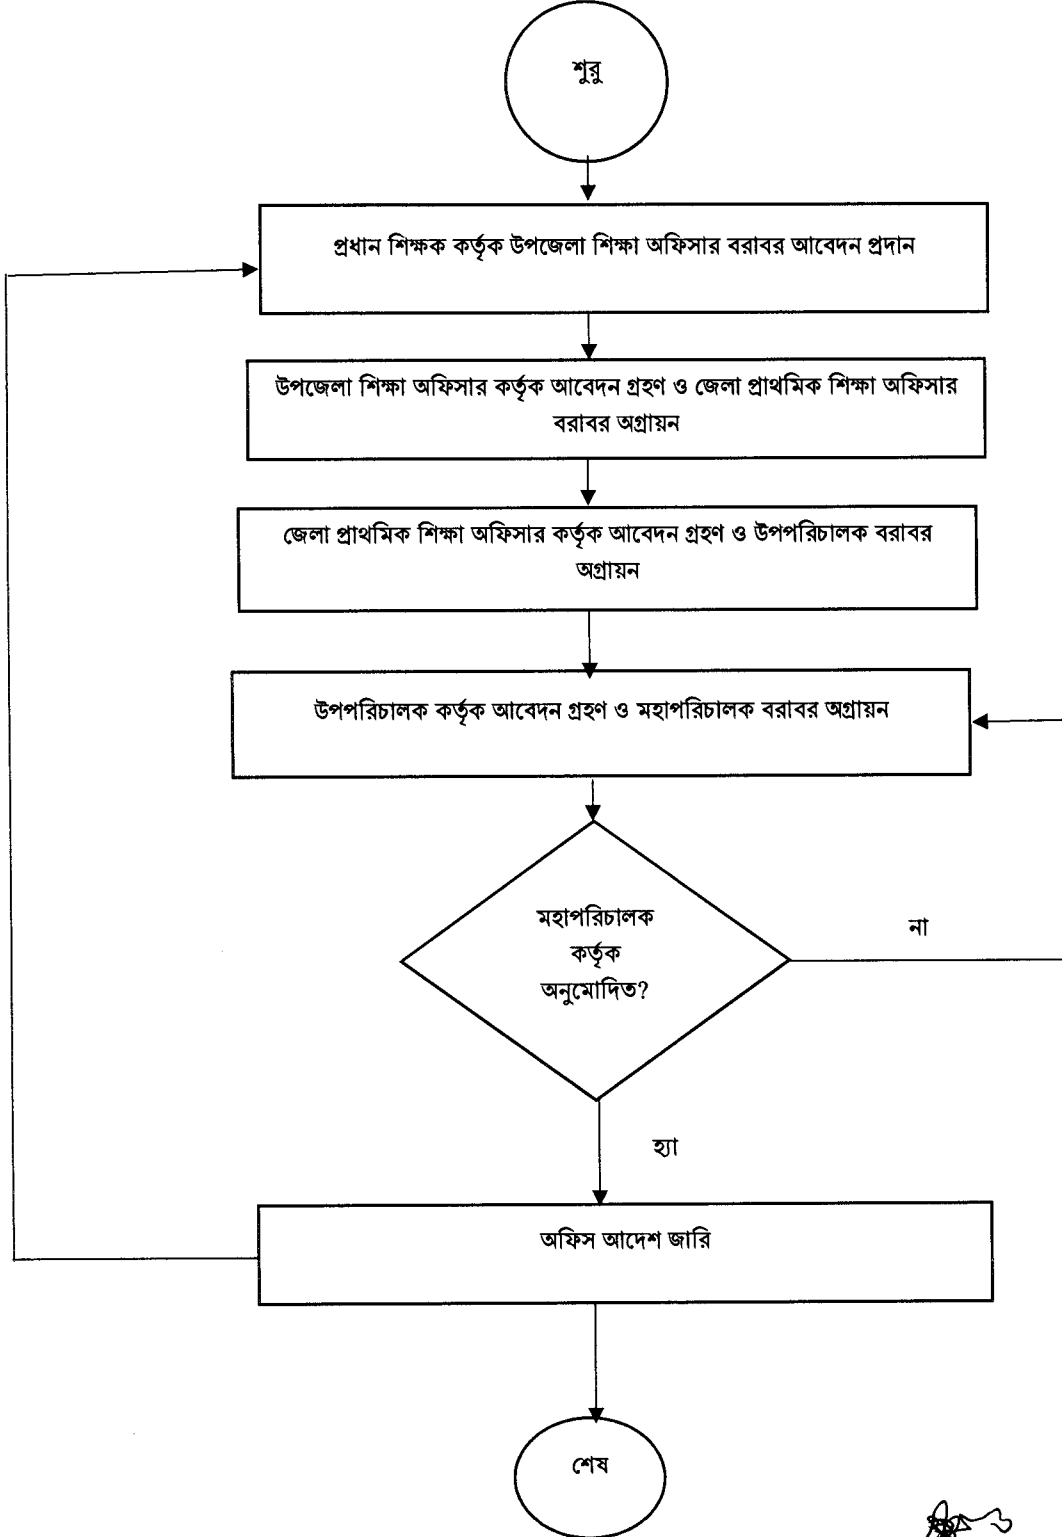 শুরু
প্রধান শিক্ষক কর্তৃক উপজেলা শিক্ষা অফিসার বরাবর আবেদন প্রদান
উপজেলা শিক্ষা অফিসার কর্তৃক আবেদন গ্রহণ ও জেলা প্রাথমিক শিক্ষা অফিসার
বরাবর অগ্রায়ন
জেলা প্রাথমিক শিক্ষা অফিসার কর্তৃক আবেদন গ্রহণ ও উপপরিচালক বরাবর
অগ্রায়ন
উপপরিচালক কর্তৃক আবেদন গ্রহণ ও মহাপরিচালক বরাবর অগ্রায়ন
মহাপরিচালক
কর্তৃক
অনুমোদিত?
না
হ্যা
অফিস আদেশ জারি
শেষ